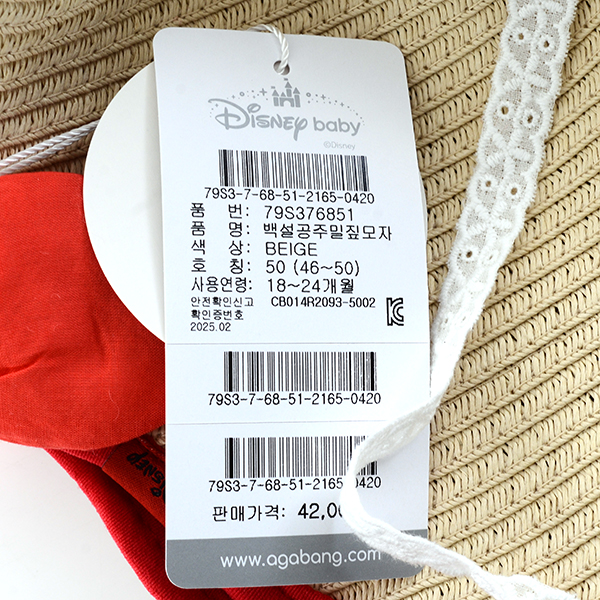 Disney baby
©Disney
79S3-7-68-51-2165-0420
품 번: 79S376851
품 명: 백설공주밀짚모자
색 상: BEIGE
호 칭: 50 (46~50)
사용연령: 18~24개월
안전확인신고 CB014R2093-5002
확인증번호
2025.02
79S3-7-68-51-2165-0420
79S3-7-68-51-2165-0420
판매가격:
www.agabang.com
DISNEY